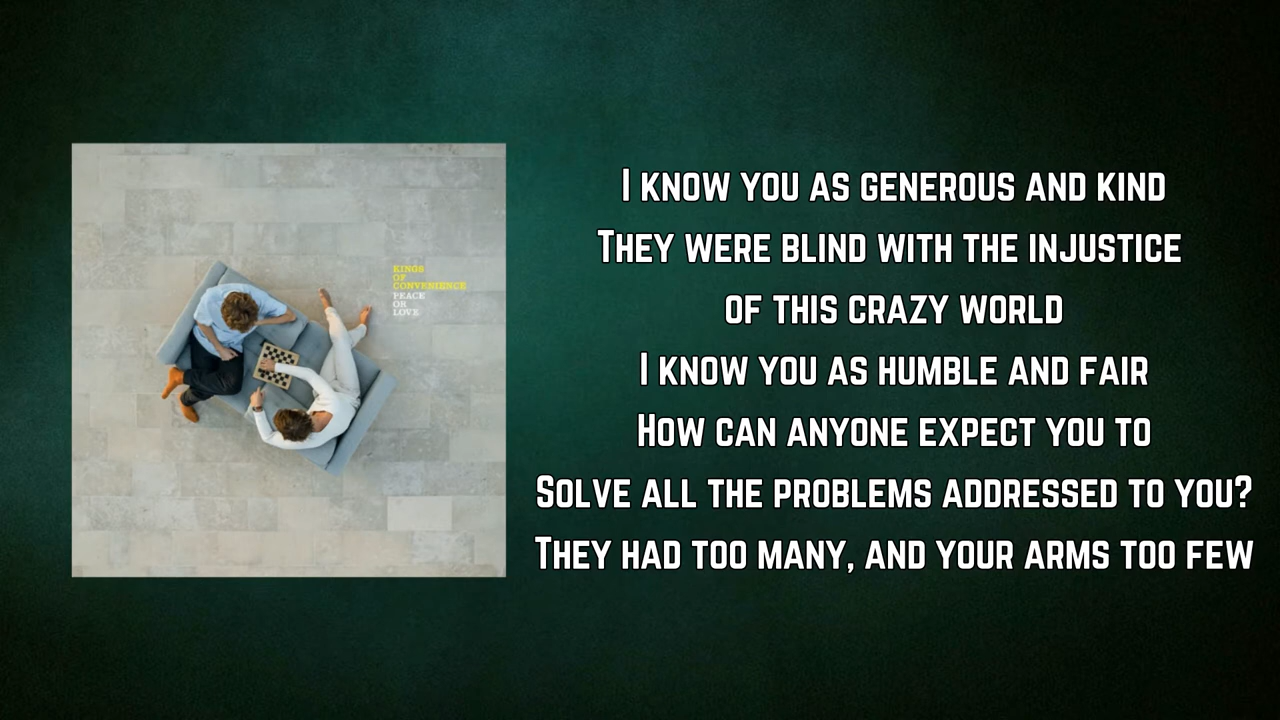 KINGS
OF
CONVENIENCE
PEACE
OR
LOVE
I KNOW YOU AS GENEROUS AND KIND
THEY WERE BLIND WITH THE INJUSTICE
OF THIS CRAZY WORLD
I KNOW YOU AS HUMBLE AND FAIR
HOW CAN ANYONE EXPECT YOU TO
SOLVE ALL THE PROBLEMS ADDRESSED TO YOU?
THEY HAD TOO MANY, AND YOUR ARMS TOO FEW